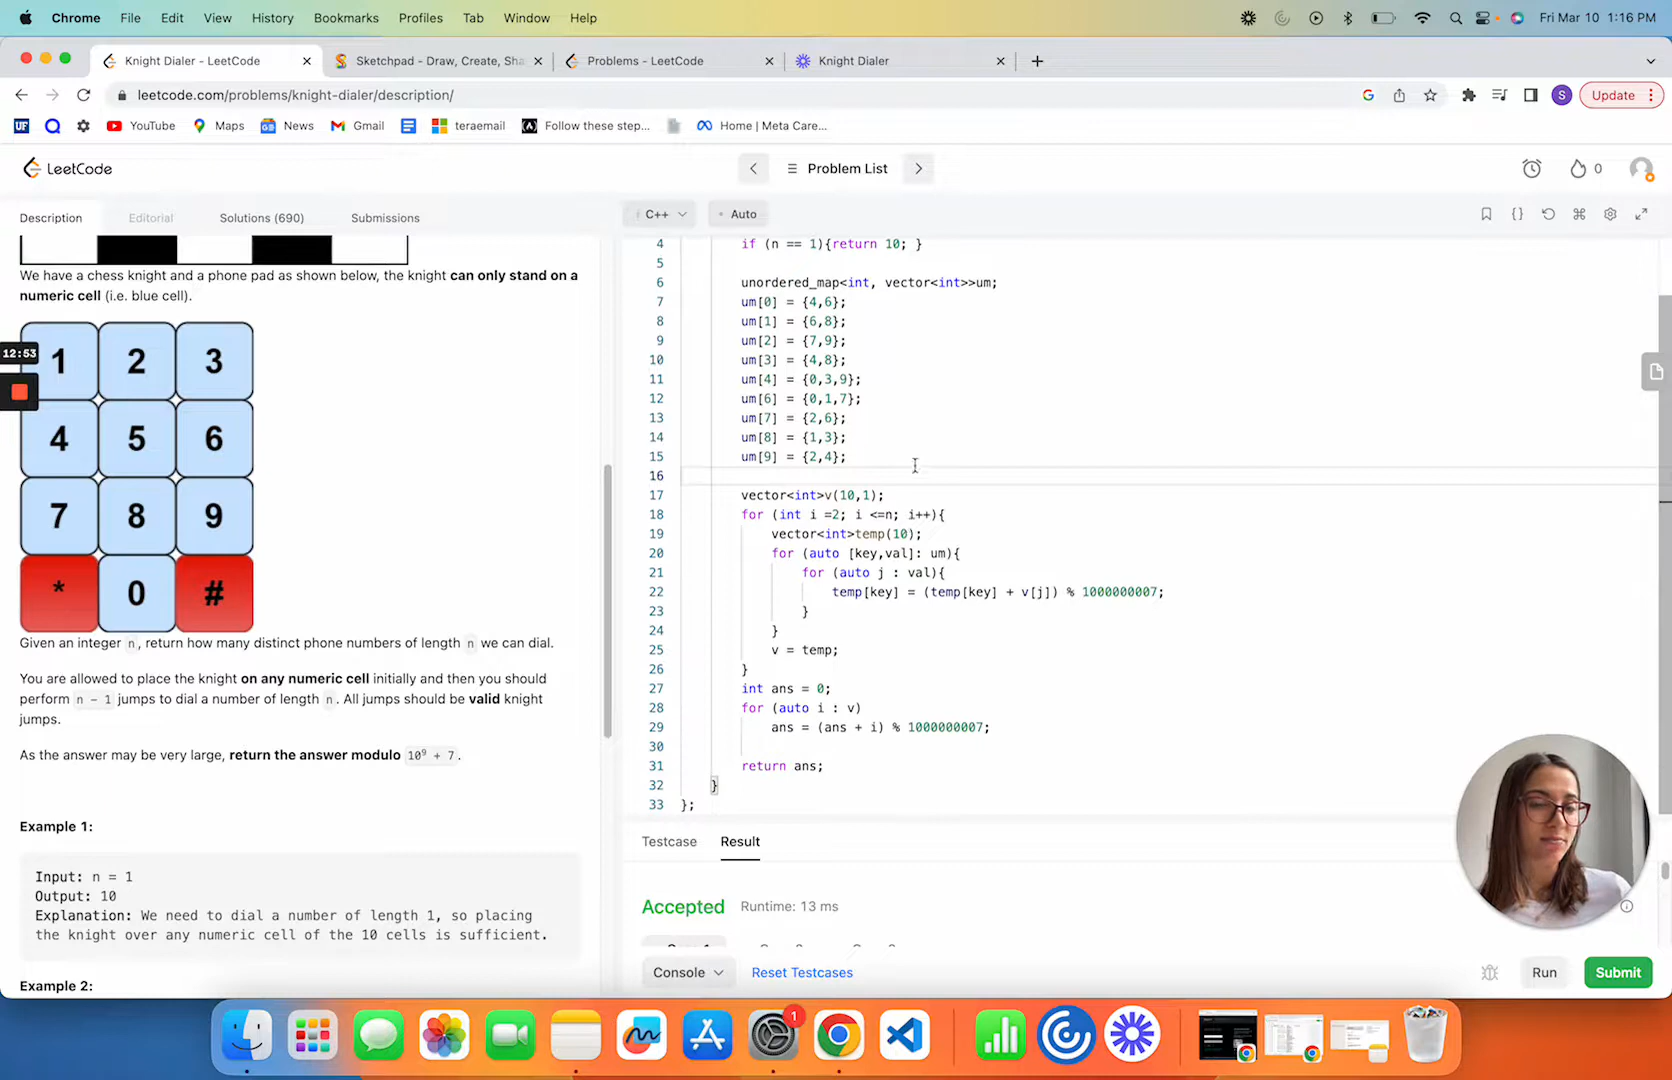 Chrome File Edit View History Bookmarks Profiles Tab Window Help Fri Mar 10 1:16 PM
Knight Dialer - LeetCode Sketchpad - Draw, Create, Sha Problems - LeetCode Knight Dialer
leetcode.com/problems/knight-dialer/description/ S Update
UF YouTube Maps News Gmail teraemail Follow these step... Home | Meta Care...
LeetCode Problem List 0
Description Editorial Solutions (690) Submissions
C++ Auto
We have a chess knight and a phone pad as shown below, the knight can only stand on a
numeric cell (i.e. blue cell).
12:53
1 2 3
4 5 6
7 8 9
* 0 #
Given an integer n, return how many distinct phone numbers of length n we can dial.
You are allowed to place the knight on any numeric cell initially and then you should
perform n - 1 jumps to dial a number of length n. All jumps should be valid knight
jumps.
As the answer may be very large, return the answer modulo 10⁹ + 7.
Example 1:
Input: n = 1
Output: 10
Explanation: We need to dial a number of length 1, so placing
the knight over any numeric cell of the 10 cells is sufficient.
Example 2:
4 if (n == 1){return 10; }
5
6 unordered_map<int, vector<int>>um;
7 um[0] = {4,6};
8 um[1] = {6,8};
9 um[2] = {7,9};
10 um[3] = {4,8};
11 um[4] = {0,3,9};
12 um[6] = {0,1,7};
13 um[7] = {2,6};
14 um[8] = {1,3};
15 um[9] = {2,4};
16
17 vector<int>v(10,1);
18 for (int i =2; i <=n; i++){
19 vector<int>temp(10);
20 for (auto [key,val]: um){
21 for (auto j : val){
22 temp[key] = (temp[key] + v[j]) % 1000000007;
23 }
24 }
25 v = temp;
26 }
27 int ans = 0;
28 for (auto i : v)
29 ans = (ans + i) % 1000000007;
30
31 return ans;
32 }
33 };
Testcase Result
Accepted Runtime: 13 ms
Console Reset Testcases Run Submit
1